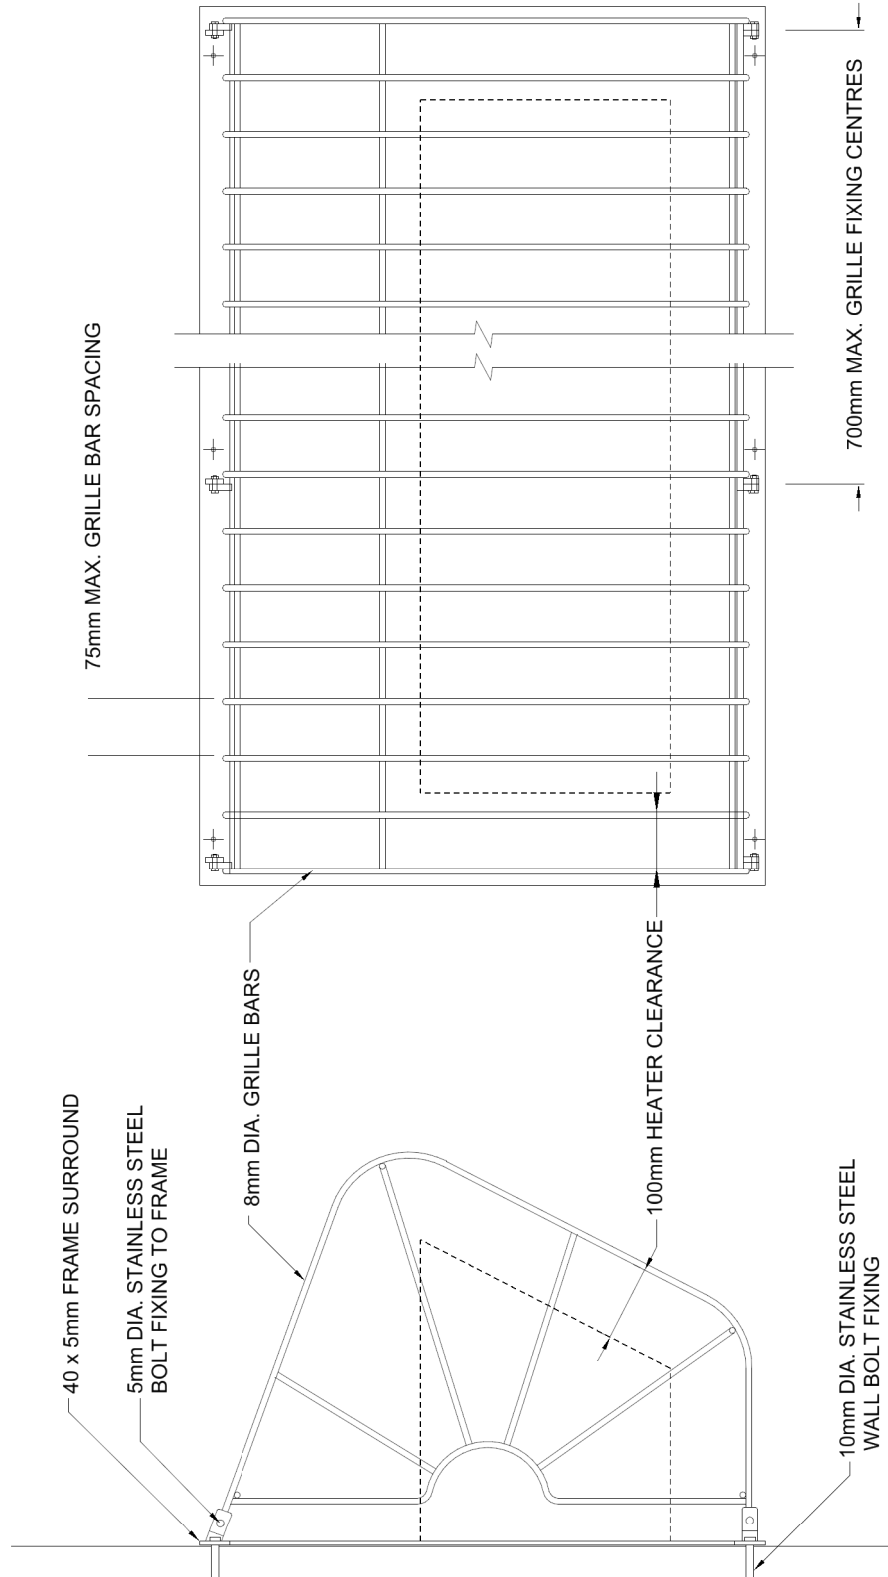 700mm MAX. GRILLE FIXING CENTRES
75mm MAX. GRILLE BAR SPACING
8mm DIA. GRILLE BARS
100mm HEATER CLEARANCE
40 x 5mm FRAME SURROUND
5mm DIA. STAINLESS STEEL
BOLT FIXING TO FRAME
10mm DIA. STAINLESS STEEL
WALL BOLT FIXING